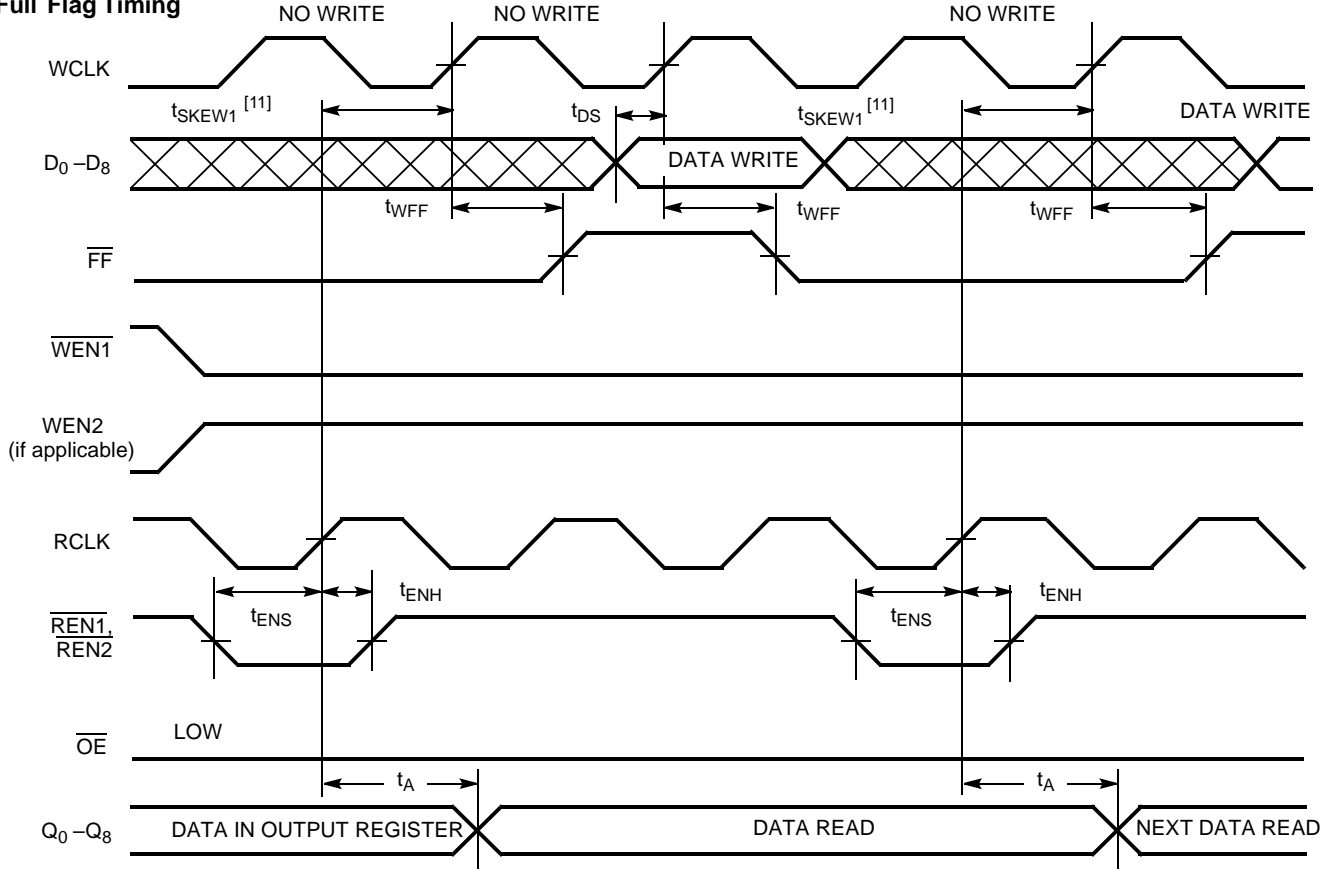 Full Flag Timing
NO WRITE
NO WRITE
NO WRITE
WCLK
tSKEW1 [11]
tDS
tSKEW1 [11]
DATA WRITE
D0 –D8
DATA WRITE
tWFF
tWFF
tWFF
FF
WEN1
WEN2
(if applicable)
RCLK
tENH
tENH
tENS
tENS
REN1,
REN2
LOW
OE
tA
tA
Q0 –Q8
DATA IN OUTPUT REGISTER
DATA READ
NEXT DATA READ